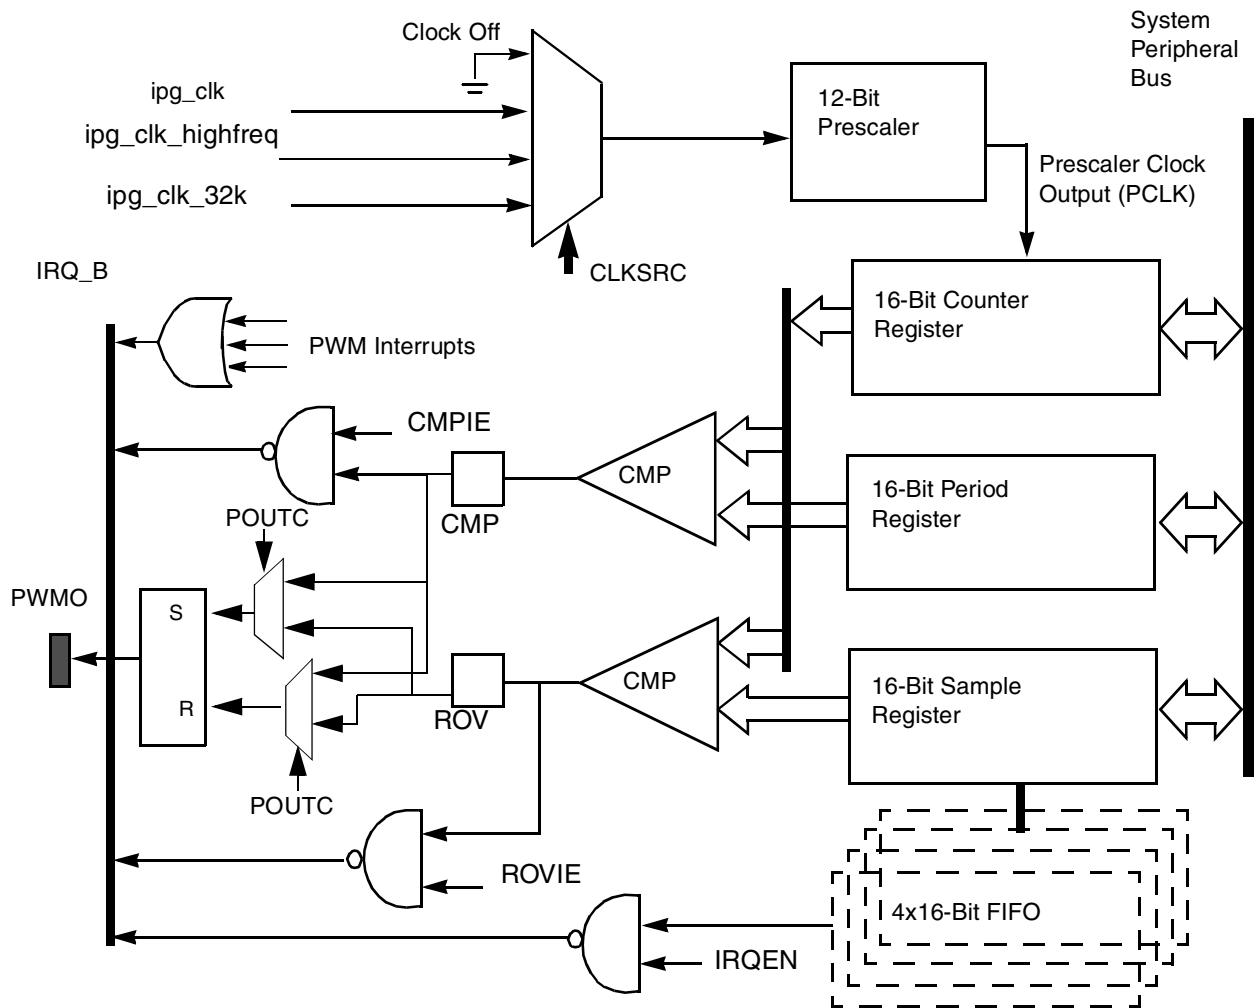 System
Peripheral
Bus
Clock Off
ipg_clk
ipg_clk_highfreq
ipg_clk_32k
12-Bit
Prescaler
Prescaler Clock
Output (PCLK)
CLKSRC
IRQ_B
PWM Interrupts
16-Bit Counter
Register
CMPIE
CMP
CMP
16-Bit Period
Register
POUTC
PWMO
S
R
ROV
CMP
16-Bit Sample
Register
POUTC
ROVIE
4x16-Bit FIFO
IRQEN